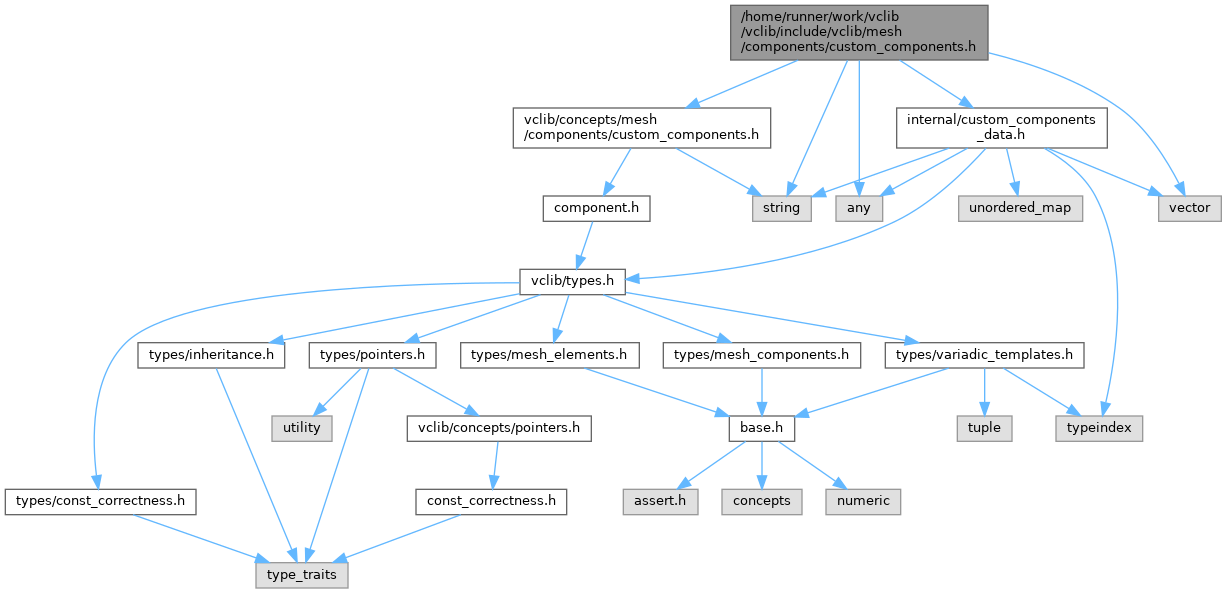 /home/runner/work/vclib
/vclib/include/vclib/mesh
/components/custom_components.h
vclib/concepts/mesh
/components/custom_components.h
internal/custom_components
_data.h
component.h
string
any
unordered_map
vector
vclib/types.h
types/inheritance.h
types/pointers.h
types/mesh_elements.h
types/mesh_components.h
types/variadic_templates.h
utility
vclib/concepts/pointers.h
base.h
tuple
typeindex
types/const_correctness.h
const_correctness.h
assert.h
concepts
numeric
type_traits